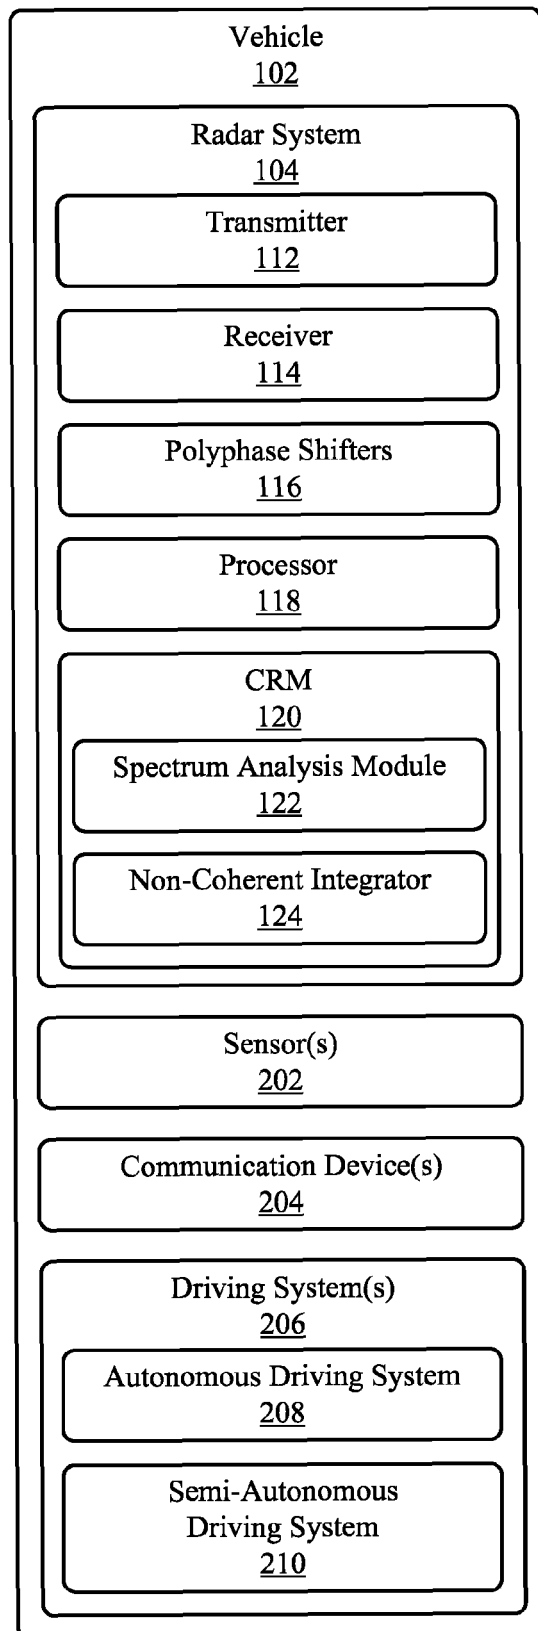 Vehicle
102
Radar System
104
Transmitter
112
Receiver
114
Polyphase Shifters
116
Processor
118
CRM
120
Spectrum Analysis Module
122
Non-Coherent Integrator
124
Sensor(s)
202
Communication Device(s)
204
Driving System(s)
206
Autonomous Driving System
208
Semi-Autonomous
Driving System
210